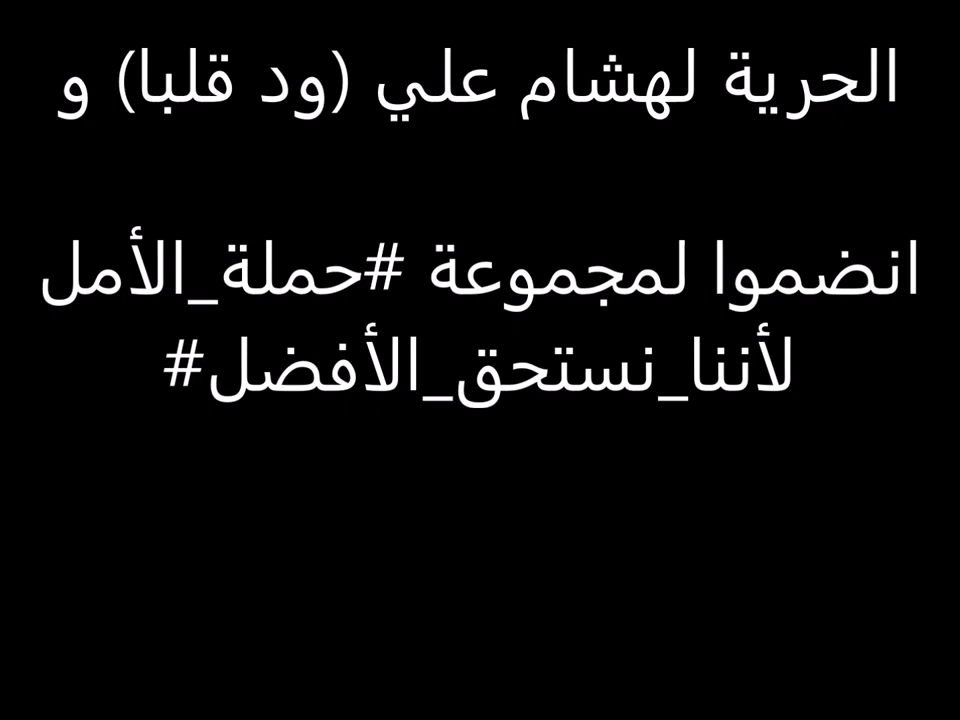 الحرية لهشام علي (ود قلبا) و
انضموا لمجموعة #حملة_الأمل
لأننا_نستحق_الأفضل#